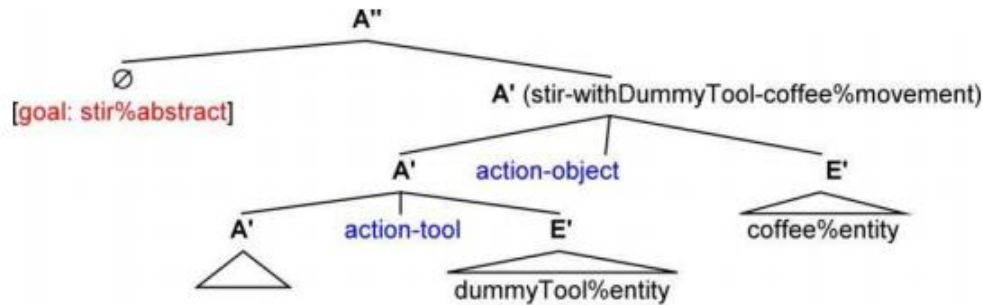 A"
∅
[goal: stir%abstract]
A' (stir-withDummyTool-coffee%movement)
A' action-object E'
coffee%entity
A' action-tool E'
dummyTool%entity